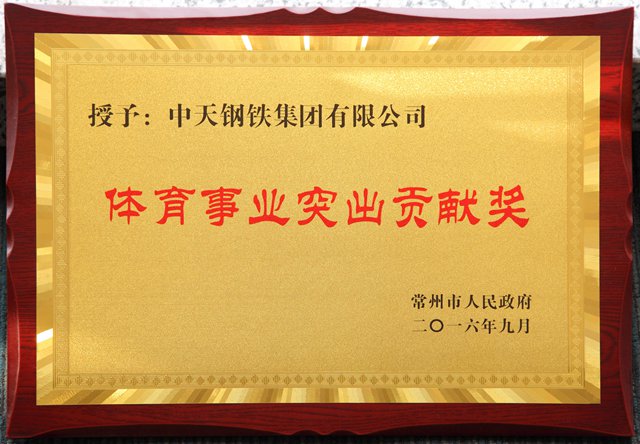 授予：中天钢铁集团有限公司
体育事业突出贡献奖
常州市人民政府
二〇一六年九月